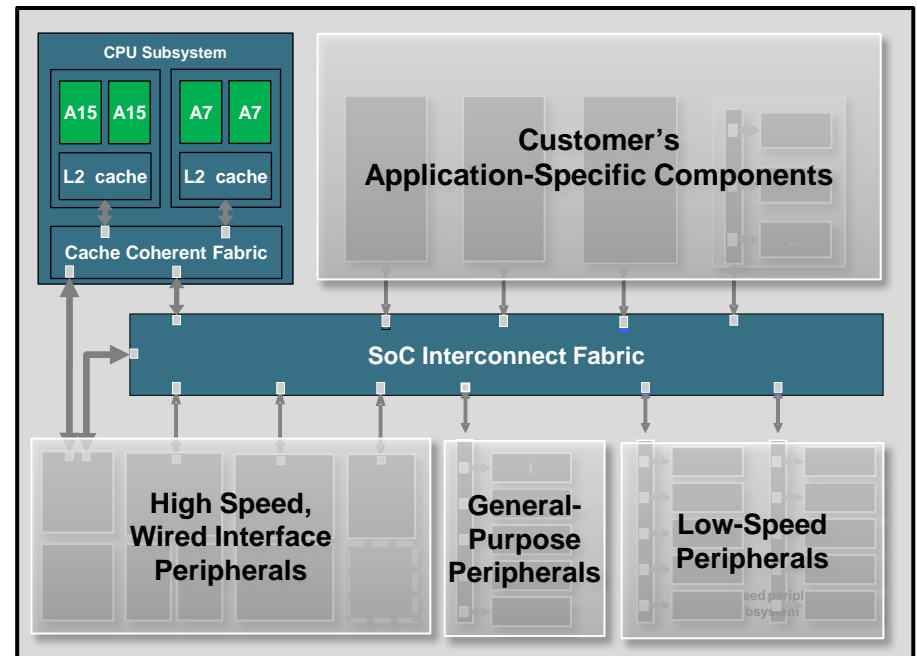 CPU Subsystem
A15 A15 A7 A7
L2 cache L2 cache
Cache Coherent Fabric
Customer's
Application-Specific Components
...
SoC Interconnect Fabric
High Speed,
Wired Interface
Peripherals
General-
Purpose
Peripherals
Low-Speed
Peripherals